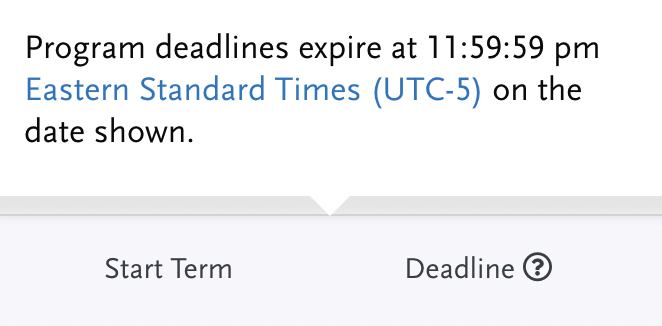 Program deadlines expire at 11:59:59 pm
Eastern Standard Times (UTC-5) on the
date shown.
Start Term
Deadline ?